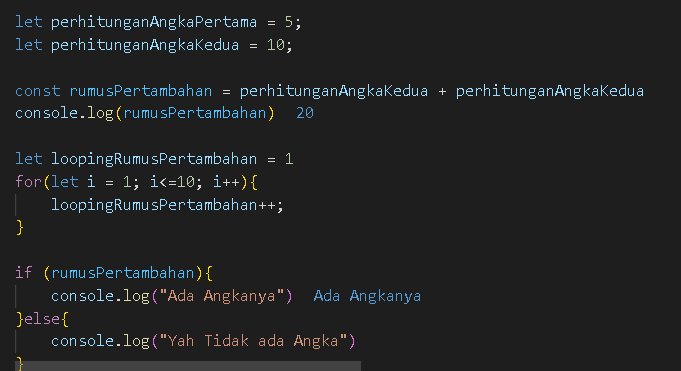 let perhitunganAngkaPertama = 5;
let perhitunganAngkaKedua = 10;

const rumusPertambahan = perhitunganAngkaKedua + perhitunganAngkaKedua
console.log(rumusPertambahan)  20

let loopingRumusPertambahan = 1
for(let i = 1; i<=10; i++){
    loopingRumusPertambahan++;
}

if (rumusPertambahan){
    console.log("Ada Angkanya")  Ada Angkanya
}else{
    console.log("Yah Tidak ada Angka")
}